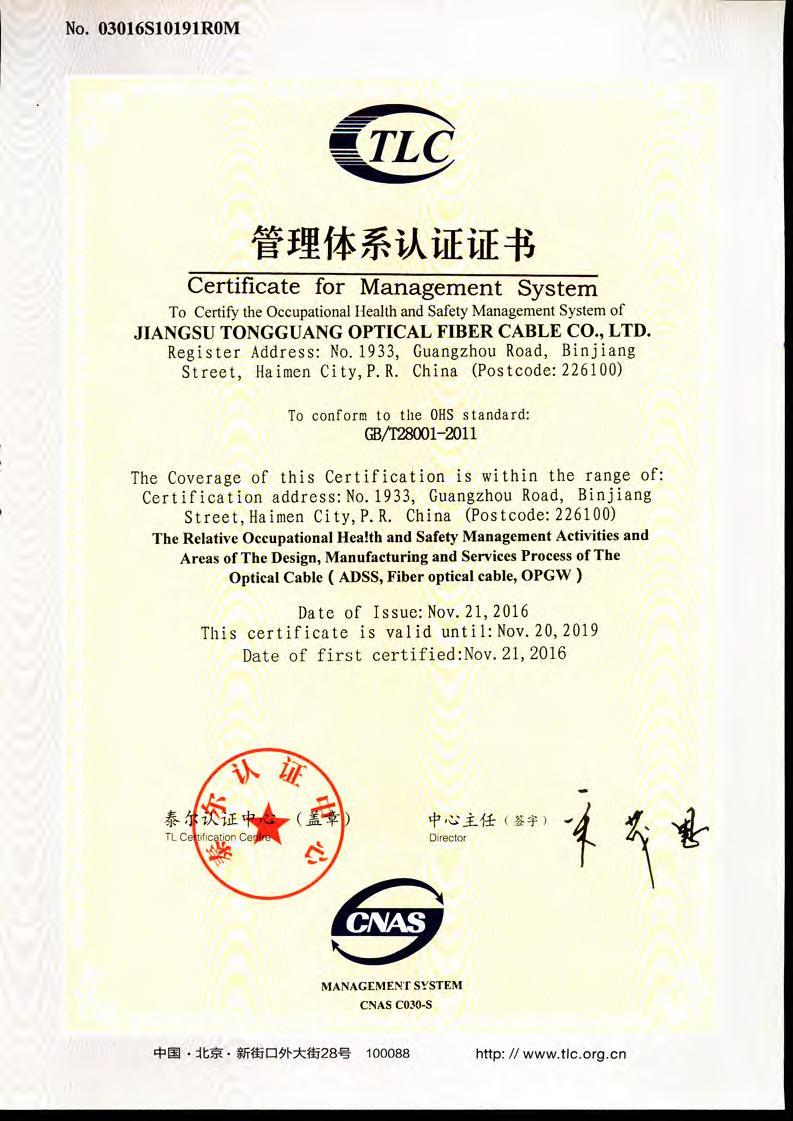 No. 03016S10191R0M
TLC
管理体系认证证书
Certificate for Management System
To Certify the Occupational Health and Safety Management System of
JIANGSU TONGGUANG OPTICAL FIBER CABLE CO., LTD.
Register Address: No. 1933, Guangzhou Road, Binjiang
Street, Haimen City, P. R. China (Postcode: 226100)
To conform to the OHS standard:
GB/T28001-2011
The Coverage of this Certification is within the range of:
Certification address: No. 1933, Guangzhou Road, Binjiang
Street, Haimen City, P. R. China (Postcode: 226100)
The Relative Occupational Health and Safety Management Activities and
Areas of The Design, Manufacturing and Services Process of The
Optical Cable ( ADSS, Fiber optical cable, OPGW )
Date of Issue: Nov. 21, 2016
This certificate is valid until: Nov. 20, 2019
Date of first certified: Nov. 21, 2016
泰尔认证中心
泰尔认证中心 (盖章)
TL Certification Centre
中心主任 (签字)
Director
CNAS
MANAGEMENT SYSTEM
CNAS C030-S
中国·北京·新街口外大街28号 100088 http: // www.tlc.org.cn